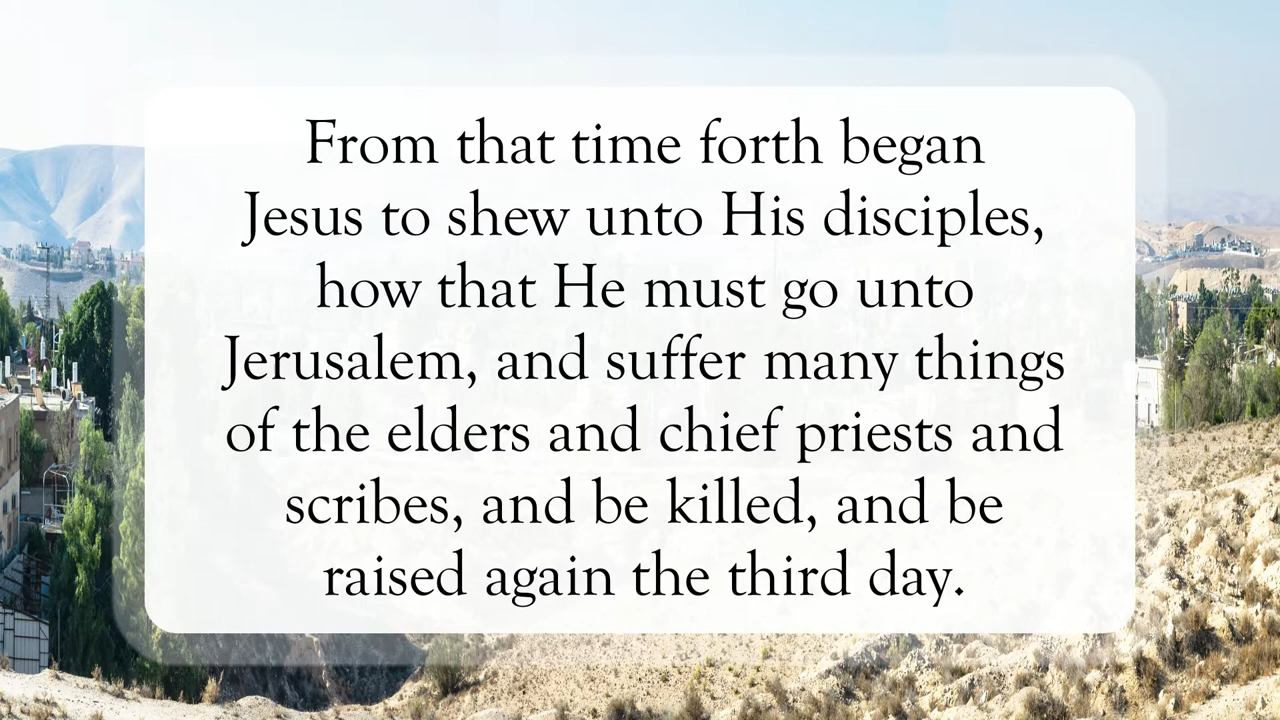 From that time forth began
Jesus to shew unto His disciples,
how that He must go unto
Jerusalem, and suffer many things
of the elders and chief priests and
scribes, and be killed, and be
raised again the third day.